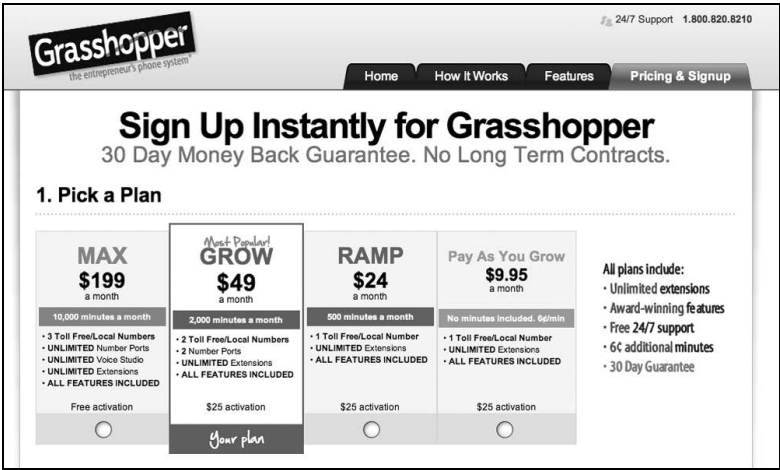 24/7 Support 1.800.820.8210
Grasshopper
the entrepreneur's phone system
Home How It Works Features Pricing & Signup
Sign Up Instantly for Grasshopper
30 Day Money Back Guarantee. No Long Term Contracts.
1. Pick a Plan
MAX
$199
a month
10,000 minutes a month
• 3 Toll Free/Local Numbers
• UNLIMITED Number Ports
• UNLIMITED Voice Studio
• UNLIMITED Extensions
• ALL FEATURES INCLUDED
Free activation
Most Popular!
GROW
$49
a month
2,000 minutes a month
• 2 Toll Free/Local Numbers
• 2 Number Ports
• UNLIMITED Extensions
• ALL FEATURES INCLUDED
$25 activation
Your plan
RAMP
$24
a month
500 minutes a month
• 1 Toll Free/Local Number
• UNLIMITED Extensions
• ALL FEATURES INCLUDED
$25 activation
Pay As You Grow
$9.95
a month
No minutes included. 6¢/min
• 1 Toll Free/Local Number
• UNLIMITED Extensions
• ALL FEATURES INCLUDED
$25 activation
All plans include:
• Unlimited extensions
• Award-winning features
• Free 24/7 support
• 6¢ additional minutes
• 30 Day Guarantee